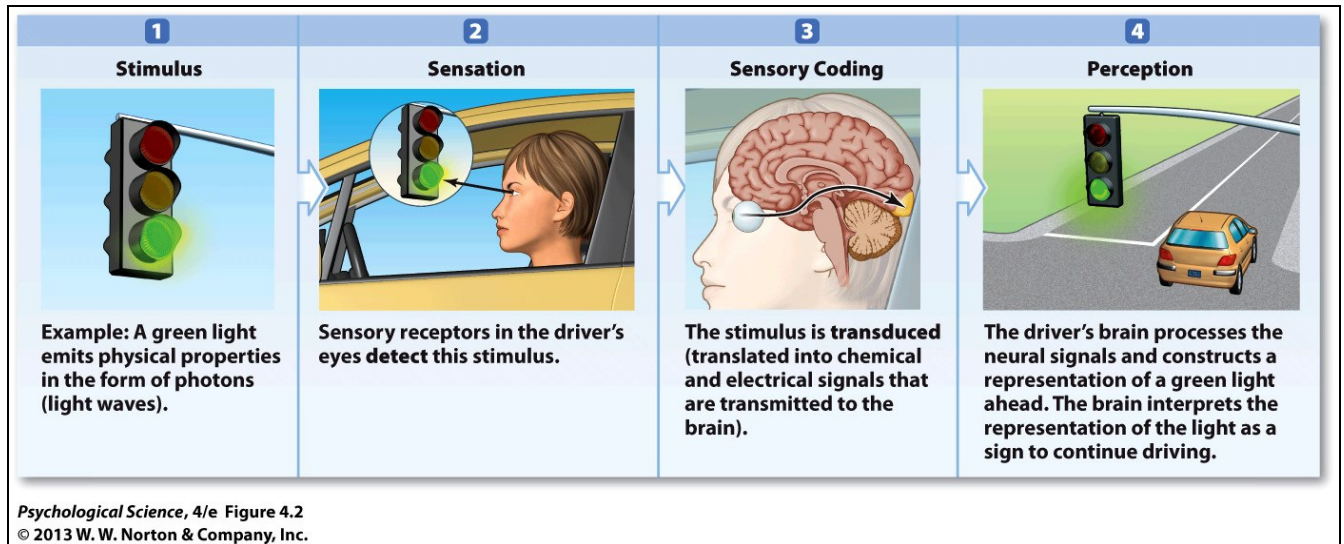 1
Stimulus
Example: A green light
emits physical properties
in the form of photons
(light waves).
2
Sensation
Sensory receptors in the driver's
eyes detect this stimulus.
3
Sensory Coding
The stimulus is transduced
(translated into chemical
and electrical signals that
are transmitted to the
brain).
4
Perception
The driver's brain processes the
neural signals and constructs a
representation of a green light
ahead. The brain interprets the
representation of the light as a
sign to continue driving.
Psychological Science, 4/e Figure 4.2
© 2013 W. W. Norton & Company, Inc.